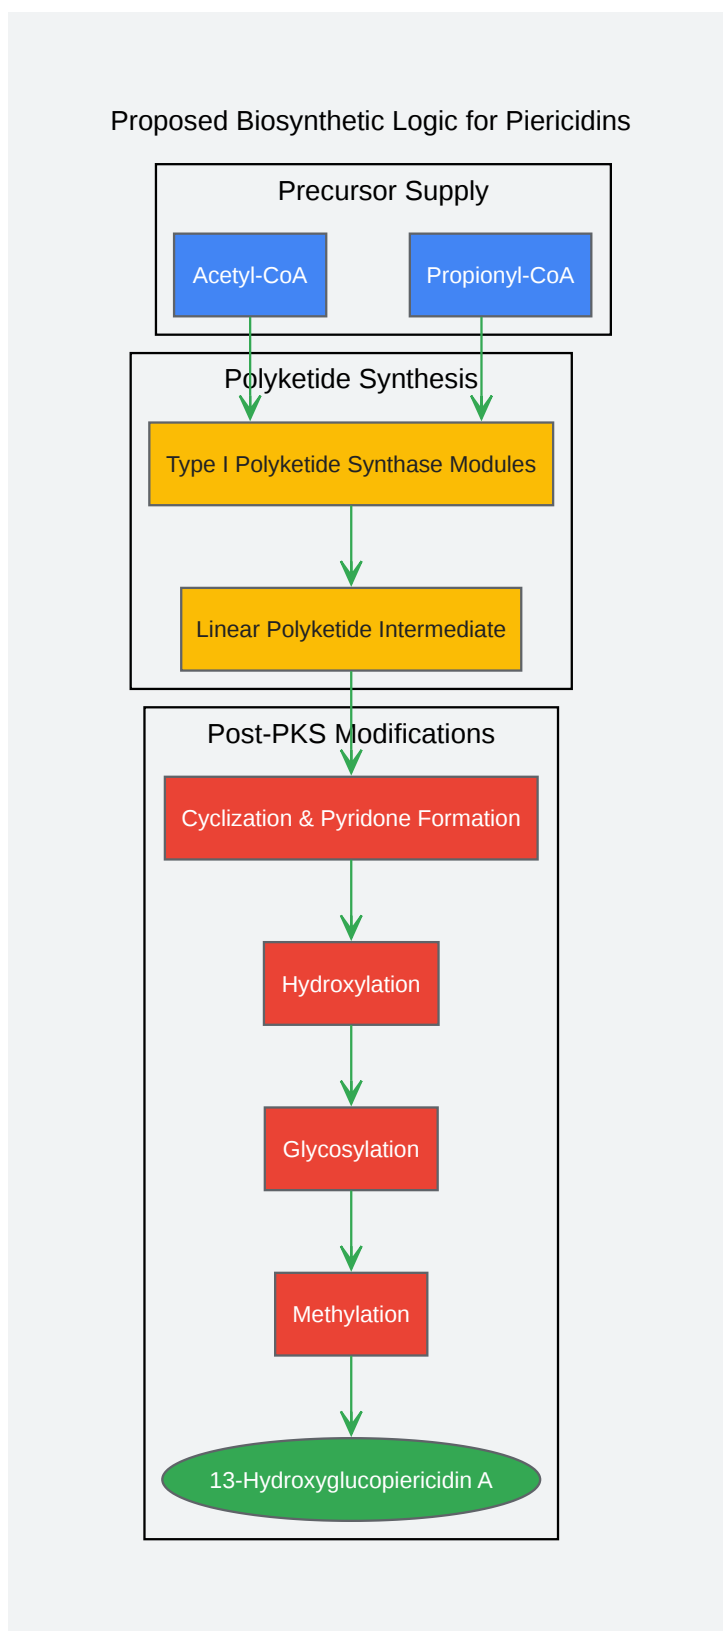 Proposed Biosynthetic Logic for Piericidins
Precursor Supply
Acetyl-CoA
Propionyl-CoA
Polyketide Synthesis
Type I Polyketide Synthase Modules
Linear Polyketide Intermediate
Post-PKS Modifications
Cyclization & Pyridone Formation
Hydroxylation
Glycosylation
Methylation
13-Hydroxyglucopiericidin A